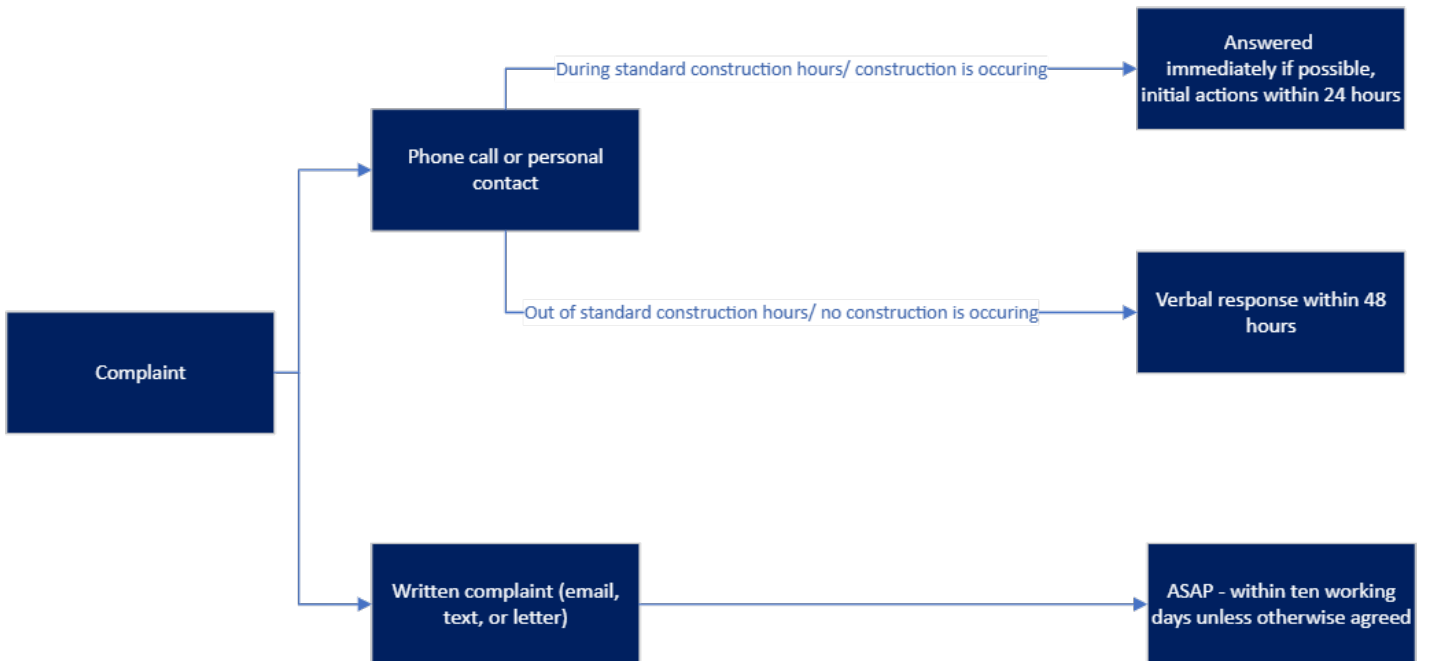 Answered
immediately if possible,
initial actions within 24 hours
During standard construction hours/ construction is occuring
Phone call or personal
contact
Out of standard construction hours/ no construction is occuring
Verbal response within 48
hours
Complaint
Written complaint (email,
text, or letter)
ASAP - within ten working
days unless otherwise agreed